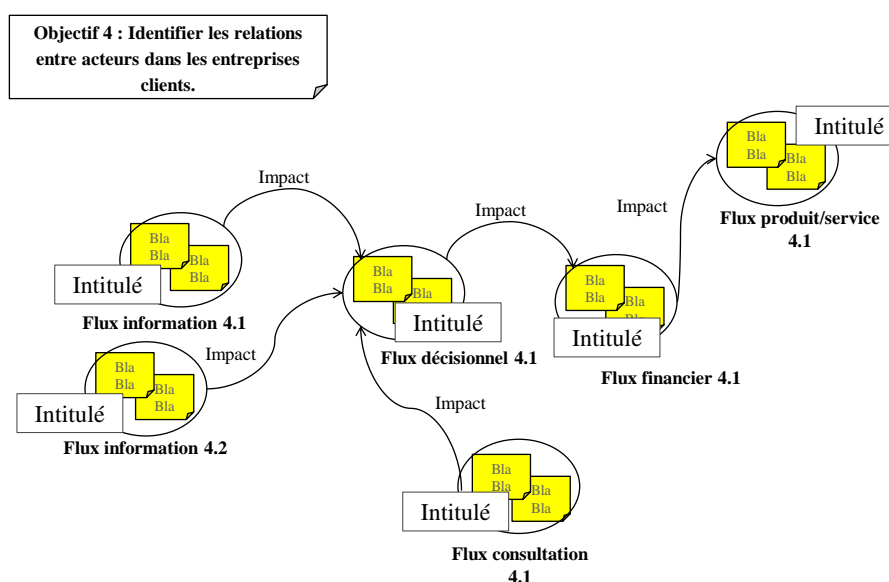 Objectif 4 : Identifier les relations
entre acteurs dans les entreprises
clients.
Intitulé
Bla
Bla
Bla
Bla
Flux produit/service
4.1
Impact
Impact
Impact
Bla
Bla
Bla
Bla
Intitulé
Flux information 4.1
Bla
Bla
Bla
Intitulé
Flux décisionnel 4.1
Bla
Bla
Bla
Bla
Intitulé
Flux financier 4.1
Impact
Bla
Bla
Bla
Bla
Intitulé
Flux information 4.2
Impact
Bla
Bla
Bla
Bla
Intitulé
Flux consultation
4.1